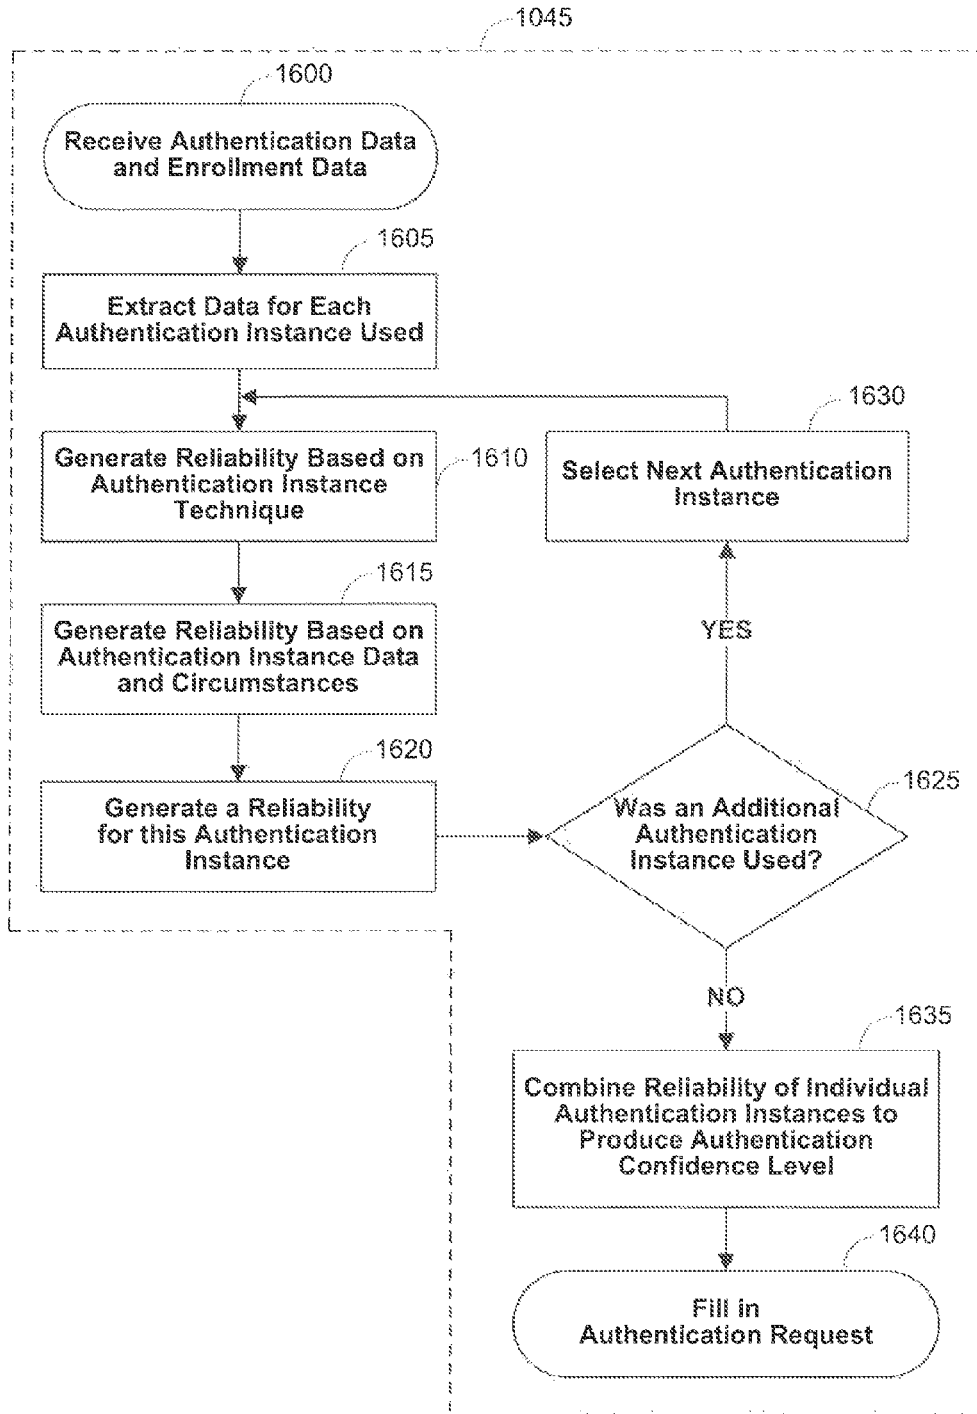 1045
1600
Receive Authentication Data
and Enrollment Data
1605
Extract Data for Each
Authentication Instance Used
1630
Generate Reliability Based on
Authentication Instance
Technique
1610
Select Next Authentication
Instance
1615
Generate Reliability Based on
Authentication Instance Data
and Circumstances
YES
1620
Generate a Reliability
for this Authentication
Instance
1625
Was an Additional
Authentication
Instance Used?
NO
1635
Combine Reliability of Individual
Authentication Instances to
Produce Authentication
Confidence Level
1640
Fill in
Authentication Request